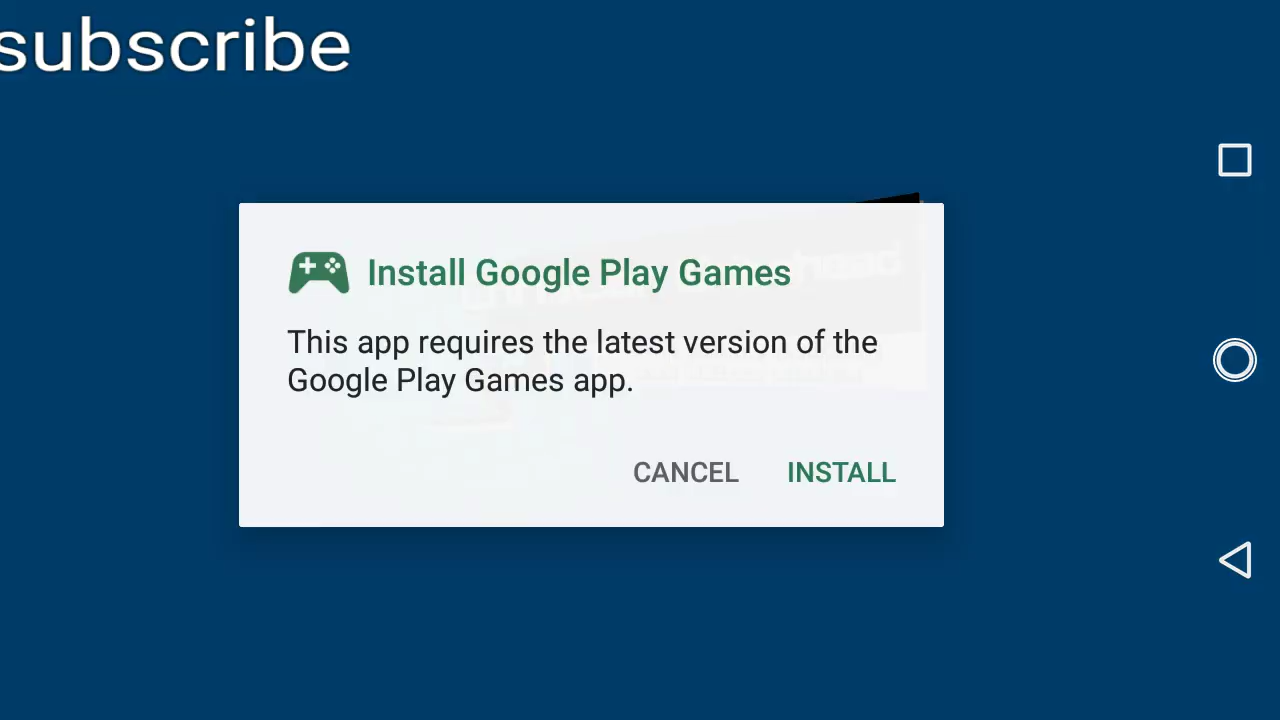 subscribe
Install Google Play Games
This app requires the latest version of the
Google Play Games app.
CANCEL INSTALL